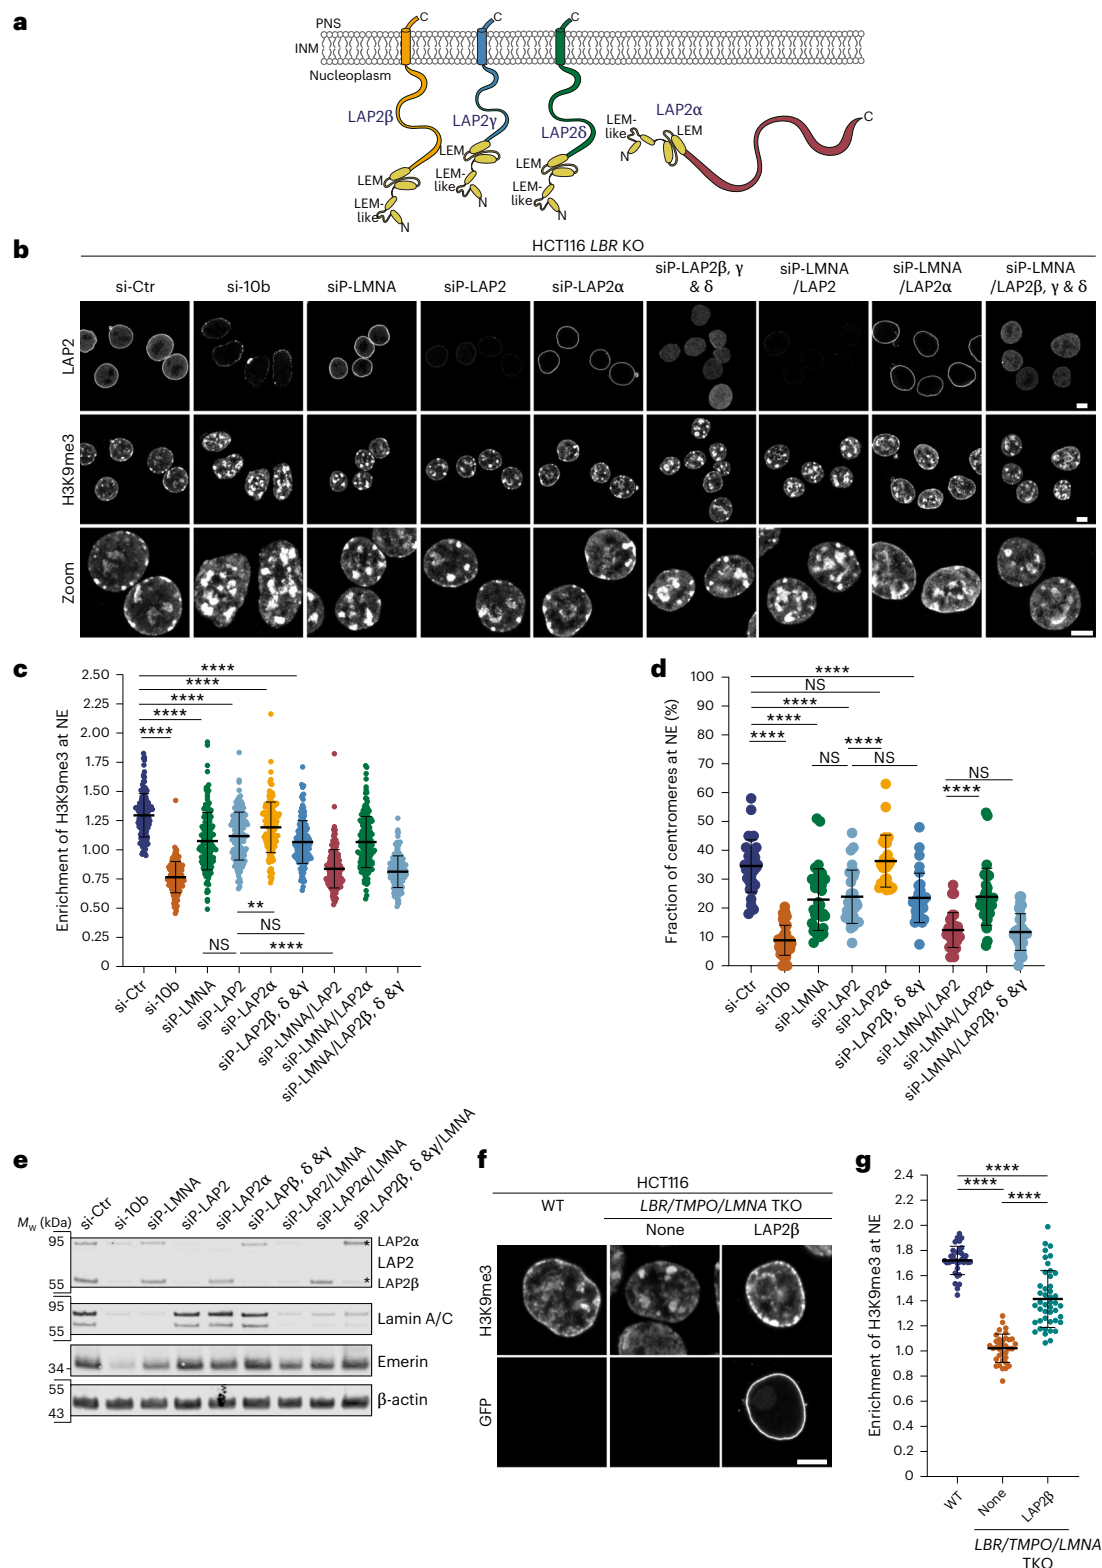 a
PNS
INM
Nucleoplasm
C
C
C
LAP2β
LAP2γ
LAP2δ
LAP2α
LEM-
like
LEM
N
C
LEM
LEM-
like
N
LEM
LEM-
like
N
LEM
LEM-
like
N
b
HCT116 LBR KO
si-Ctr
si-10b
siP-LMNA
siP-LAP2
siP-LAP2α
siP-LAP2β, γ
& δ
siP-LMNA
/LAP2
siP-LMNA
/LAP2α
siP-LMNA
/LAP2β, γ & δ
LAP2
H3K9me3
Zoom
c
Enrichment of H3K9me3 at NE
2.50
2.25
2.00
1.75
1.50
1.25
1.00
0.75
0.50
0.25
0
****
****
****
****
****
**
NS
NS
****
si-Ctr
si-10b
siP-LMNA
siP-LAP2
siP-LAP2α
siP-LAP2β, δ &γ
siP-LMNA/LAP2
siP-LMNA/LAP2α
siP-LMNA/LAP2β, δ &γ
d
Fraction of centromeres at NE (%)
100
90
80
70
60
50
40
30
20
10
0
****
NS
****
****
****
****
NS
NS
NS
****
si-Ctr
si-10b
siP-LMNA
siP-LAP2
siP-LAP2α
siP-LAP2β, δ &γ
siP-LMNA/LAP2
siP-LMNA/LAP2α
siP-LMNA/LAP2β, δ &γ
e
Mw (kDa)
si-Ctr
si-10b
siP-LMNA
siP-LAP2
siP-LAP2α
siP-LAPβ, δ &γ
siP-LAP2/LMNA
siP-LAP2α/LMNA
siP-LAP2β, δ &γ/LMNA
95
55
* LAP2α
LAP2
* LAP2β
95
55
Lamin A/C
34
Emerin
55
43
β-actin
f
HCT116
WT
LBR/TMPO/LMNA TKO
None
LAP2β
H3K9me3
GFP
g
Enrichment of H3K9me3 at NE
2.4
2.2
2.0
1.8
1.6
1.4
1.2
1.0
0.8
0.6
0.4
0.2
0
****
****
****
WT
None
LAP2β
LBR/TMPO/LMNA
TKO